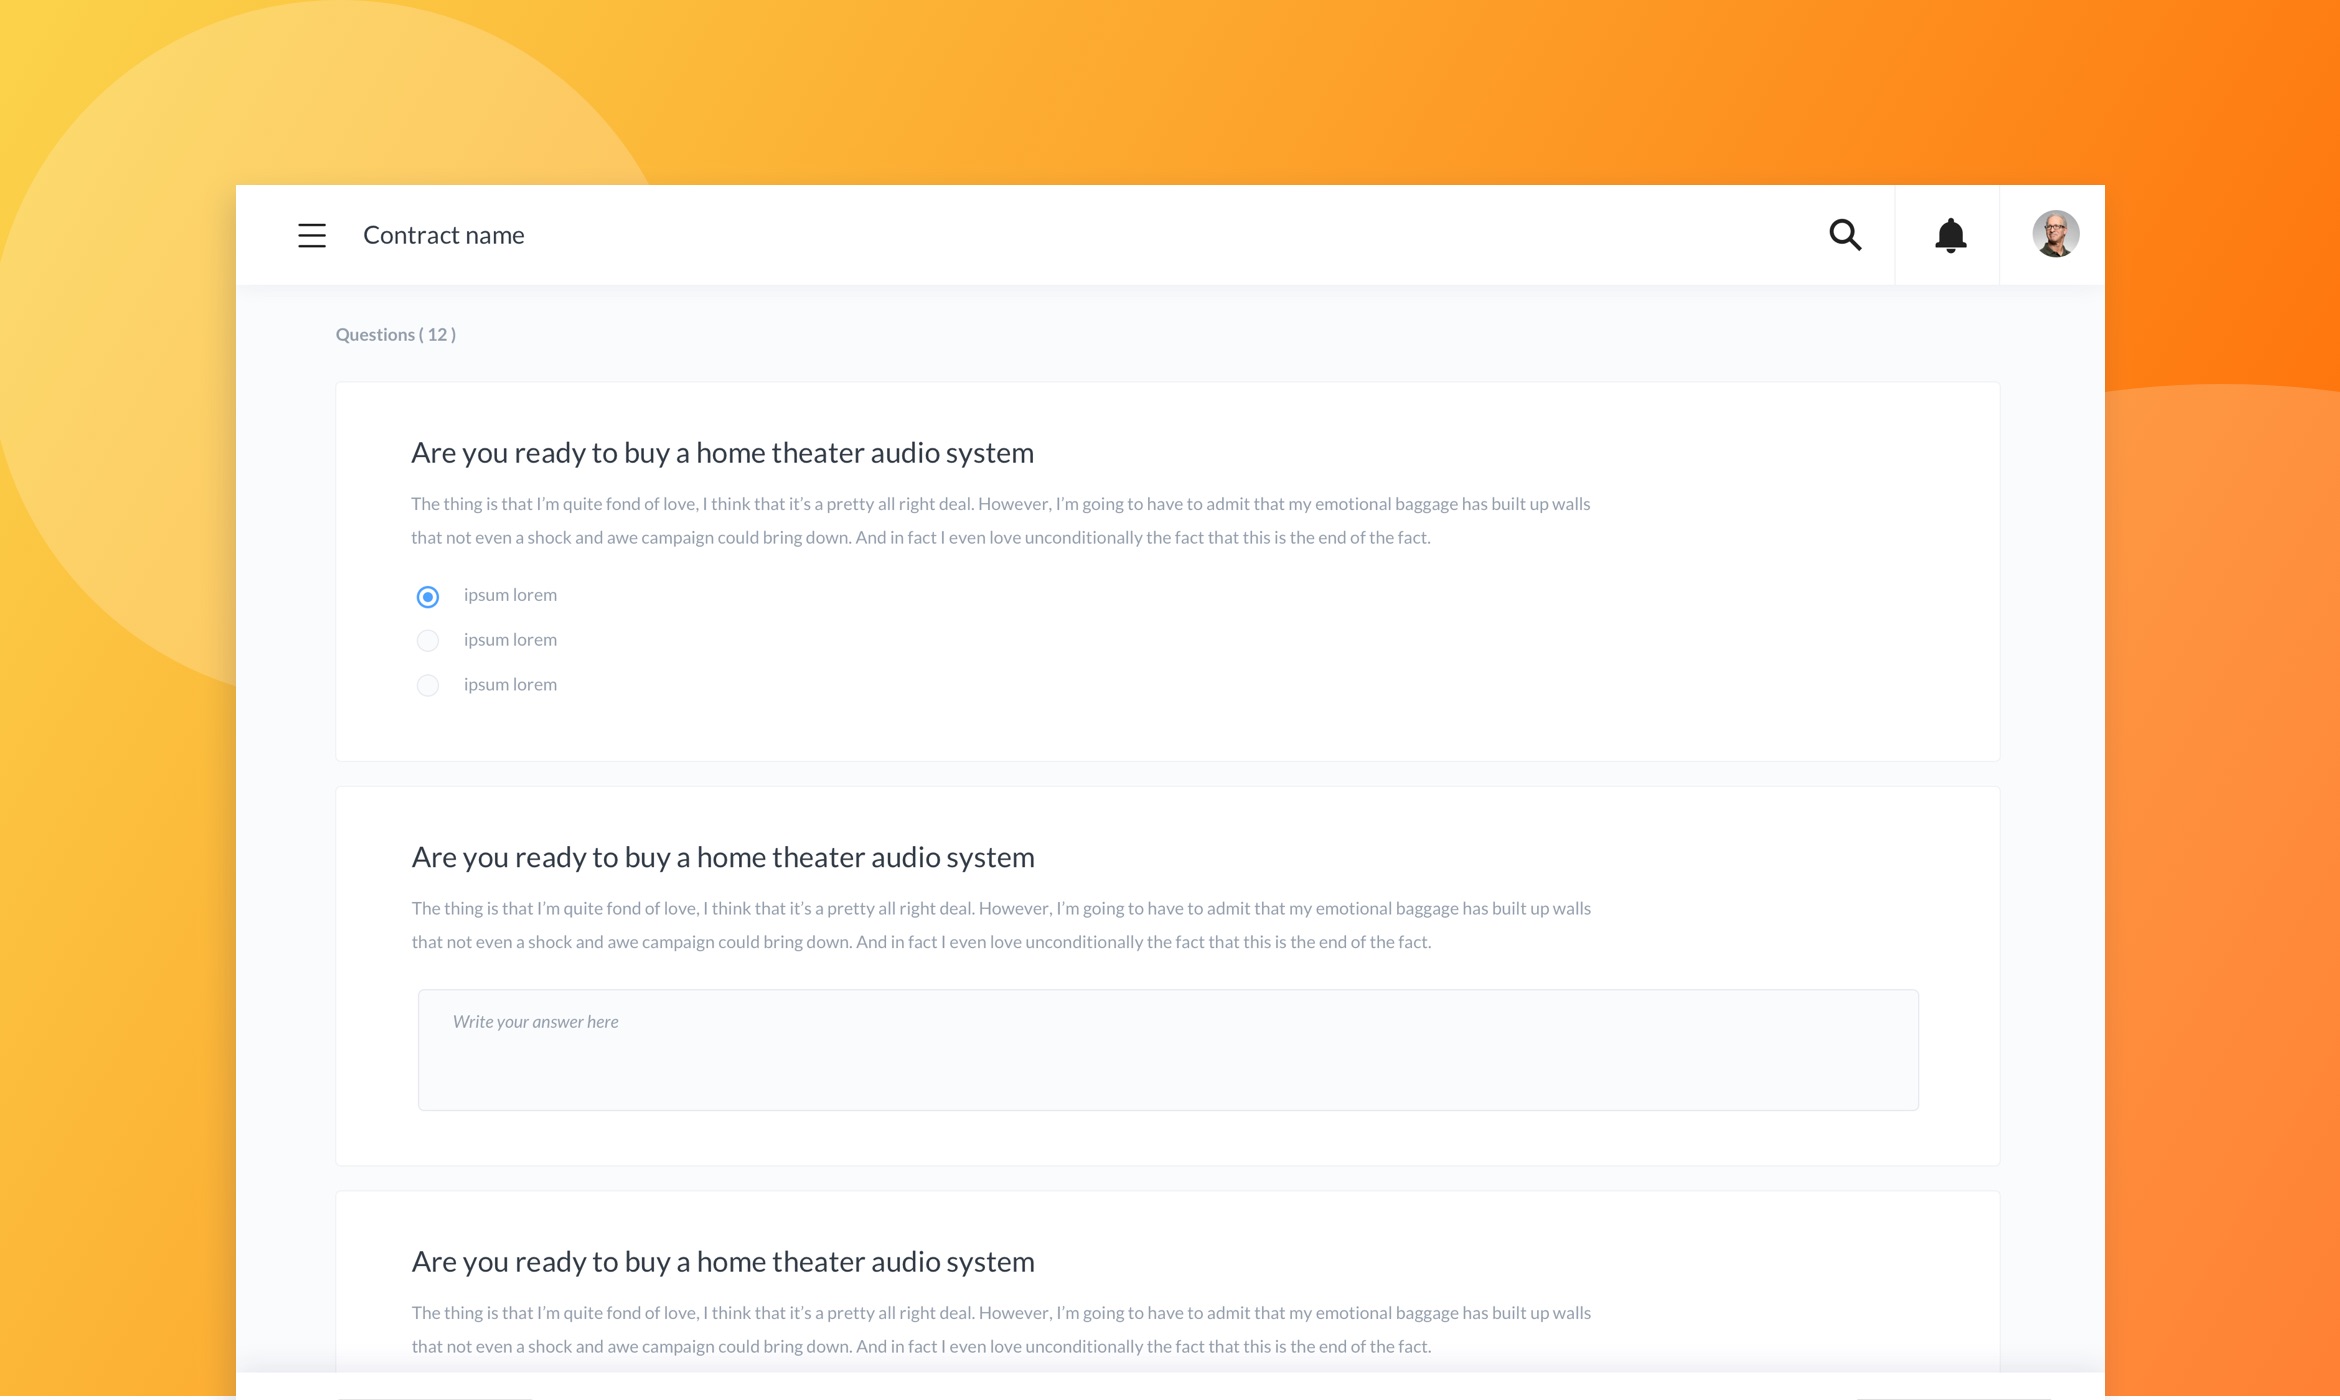 Contract name
Questions ( 12 )
Are you ready to buy a home theater audio system
The thing is that I’m quite fond of love, I think that it’s a pretty all right deal. However, I’m going to have to admit that my emotional baggage has built up walls
that not even a shock and awe campaign could bring down. And in fact I even love unconditionally the fact that this is the end of the fact.
ipsum lorem
ipsum lorem
ipsum lorem
Are you ready to buy a home theater audio system
The thing is that I’m quite fond of love, I think that it’s a pretty all right deal. However, I’m going to have to admit that my emotional baggage has built up walls
that not even a shock and awe campaign could bring down. And in fact I even love unconditionally the fact that this is the end of the fact.
Write your answer here
Are you ready to buy a home theater audio system
The thing is that I’m quite fond of love, I think that it’s a pretty all right deal. However, I’m going to have to admit that my emotional baggage has built up walls
that not even a shock and awe campaign could bring down. And in fact I even love unconditionally the fact that this is the end of the fact.